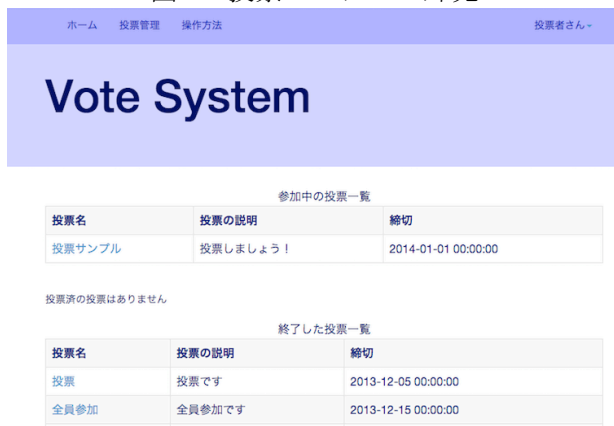 ホーム 投票管理 操作方法 投票者さん
Vote System
参加中の投票一覧
投票名 投票の説明 締切
投票サンプル 投票しましょう！ 2014-01-01 00:00:00
投票済の投票はありません
終了した投票一覧
投票名 投票の説明 締切
投票 投票です 2013-12-05 00:00:00
全員参加 全員参加です 2013-12-15 00:00:00